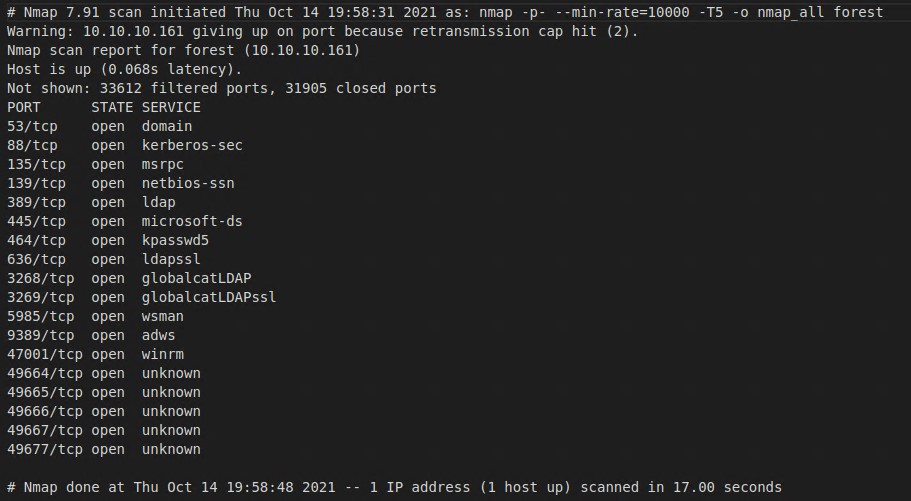 # Nmap 7.91 scan initiated Thu Oct 14 19:58:31 2021 as: nmap -p- --min-rate=10000 -T5 -o nmap_all forest
Warning: 10.10.10.161 giving up on port because retransmission cap hit (2).
Nmap scan report for forest (10.10.10.161)
Host is up (0.068s latency).
Not shown: 33612 filtered ports, 31905 closed ports
PORT      STATE SERVICE
53/tcp    open  domain
88/tcp    open  kerberos-sec
135/tcp   open  msrpc
139/tcp   open  netbios-ssn
389/tcp   open  ldap
445/tcp   open  microsoft-ds
464/tcp   open  kpasswd5
636/tcp   open  ldapssl
3268/tcp  open  globalcatLDAP
3269/tcp  open  globalcatLDAPssl
5985/tcp  open  wsman
9389/tcp  open  adws
47001/tcp open  winrm
49664/tcp open  unknown
49665/tcp open  unknown
49666/tcp open  unknown
49667/tcp open  unknown
49677/tcp open  unknown
# Nmap done at Thu Oct 14 19:58:48 2021 -- 1 IP address (1 host up) scanned in 17.00 seconds